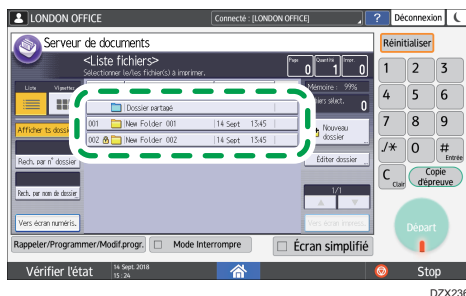 LONDON OFFICE
Connecté : [LONDON OFFICE]
?
Déconnexion
Serveur de documents
<Liste fichiers>
Sélectionner le/les fichier(s) à imprimer.
Page
0
Quantité
1
Impr.
0
Réinitialiser
Liste
Vignettes
Mémoire : 99%
iers sélect.
0
Dossier partagé
001 New Folder 001 14 Sept 13:45
002 New Folder 002 14 Sept 13:45
Afficher ts dossi
Nouveau
dossier
Rech. par n° dossier
Éditer dossier
Rech. par nom de dossier
1/1
Vers écran numéris.
Rappeler/Programmer/Modif.progr.
Mode Interrompre
Écran simplifié
1
2
3
4
5
6
7
8
9
./*
0
#
Entrée
C
Clair
Copie
d'épreuve
Départ
Vérifier l'état
14 Sept. 2018
15 : 24
Stop
DZX236